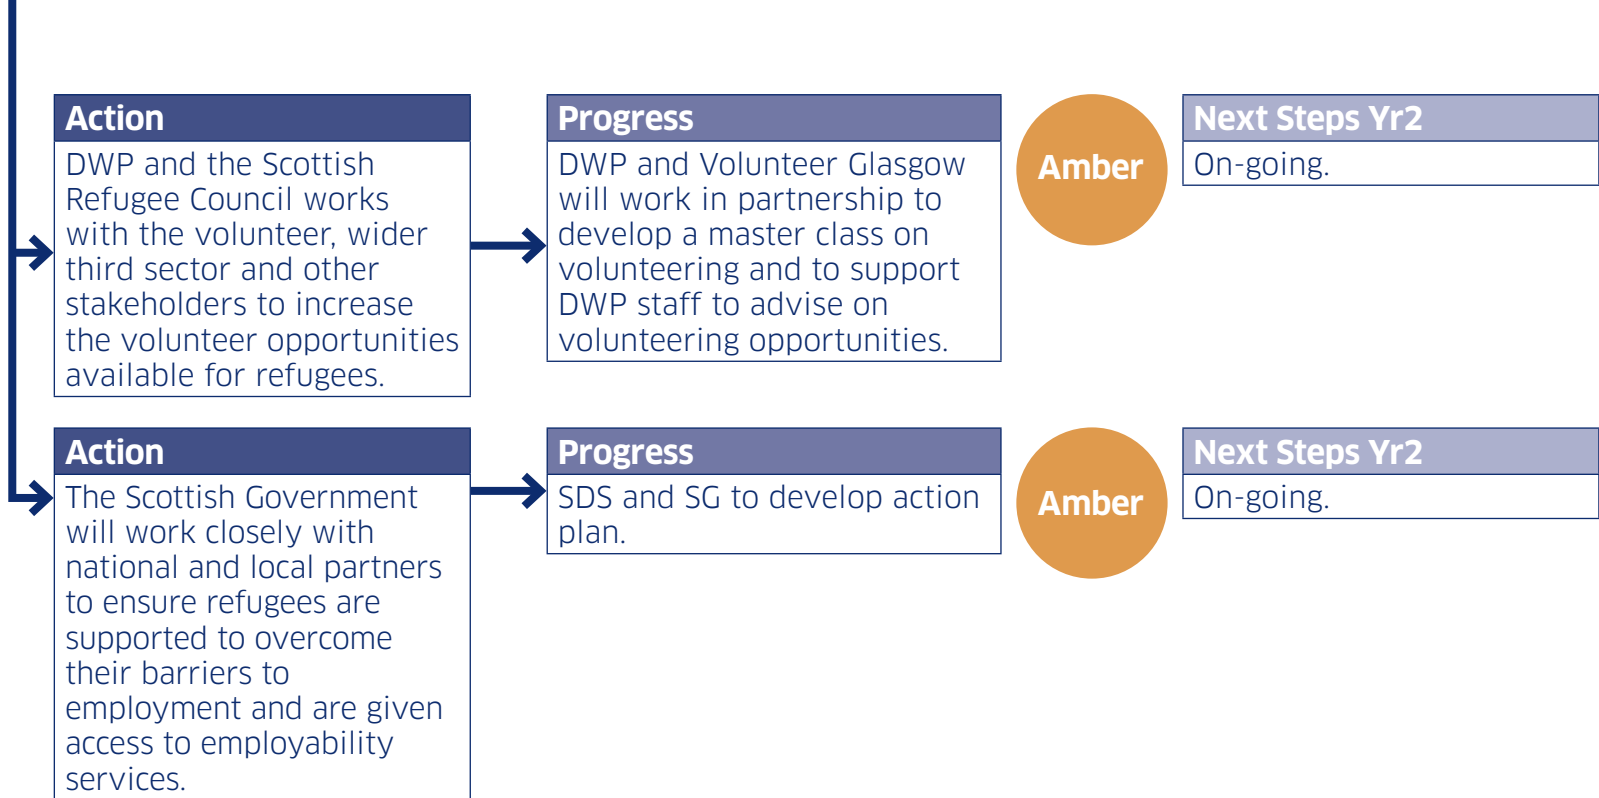 Action
DWP and the Scottish
Refugee Council works
with the volunteer, wider
third sector and other
stakeholders to increase
the volunteer opportunities
available for refugees.
Progress
DWP and Volunteer Glasgow
will work in partnership to
develop a master class on
volunteering and to support
DWP staff to advise on
volunteering opportunities.
Amber
Next Steps Yr2
On-going.
Action
The Scottish Government
will work closely with
national and local partners
to ensure refugees are
supported to overcome
their barriers to
employment and are given
access to employability
services.
Progress
SDS and SG to develop action
plan.
Amber
Next Steps Yr2
On-going.